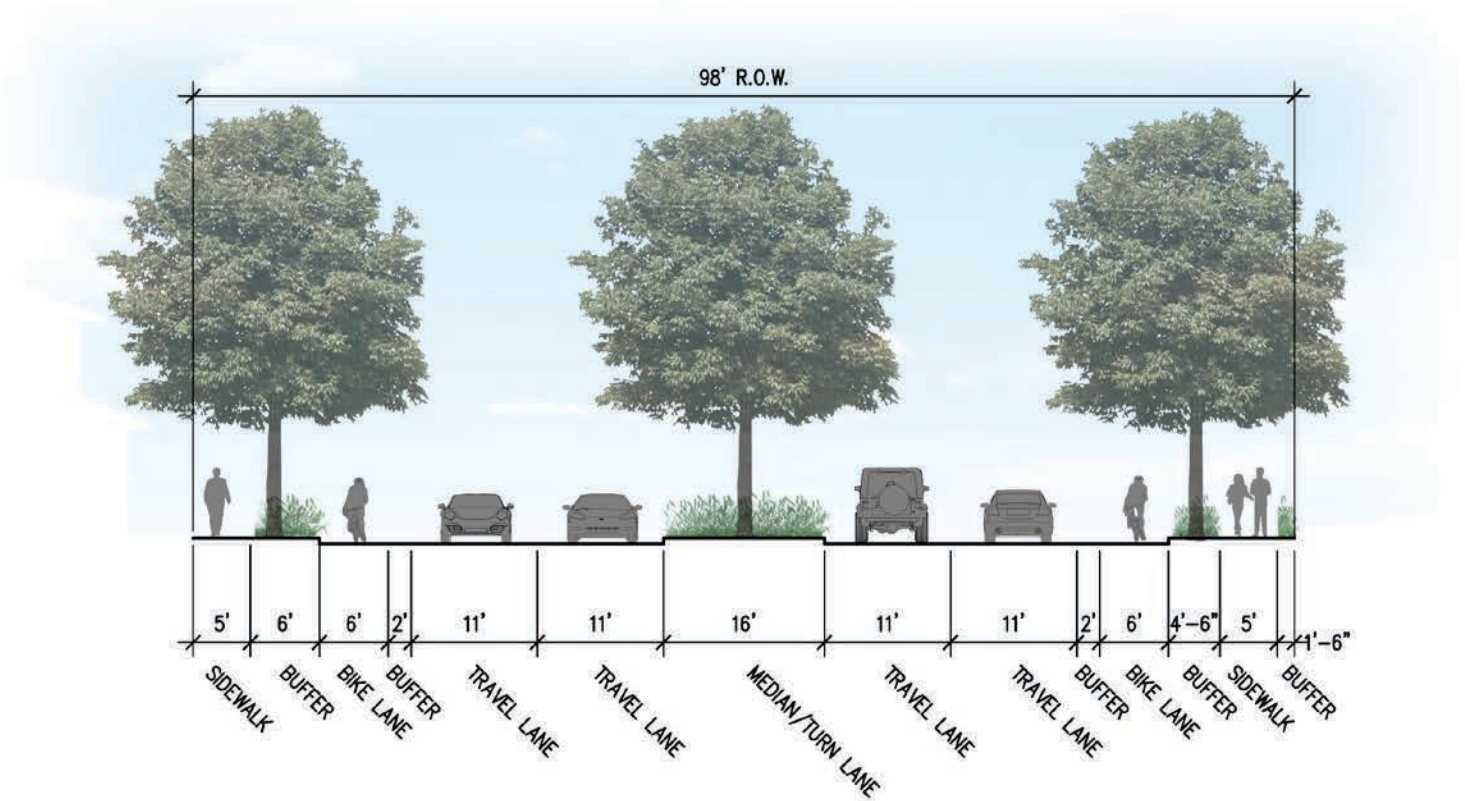 98' R.O.W.
5' 6' 6' 2' 11' 11' 16' 11' 11' 2' 6' 4'-6" 5' 1'-6"
SIDEWALK
BUFFER
BIKE LANE
BUFFER
TRAVEL LANE
TRAVEL LANE
MEDIAN/TURN LANE
TRAVEL LANE
TRAVEL LANE
BUFFER
BIKE LANE
BUFFER
SIDEWALK
BUFFER